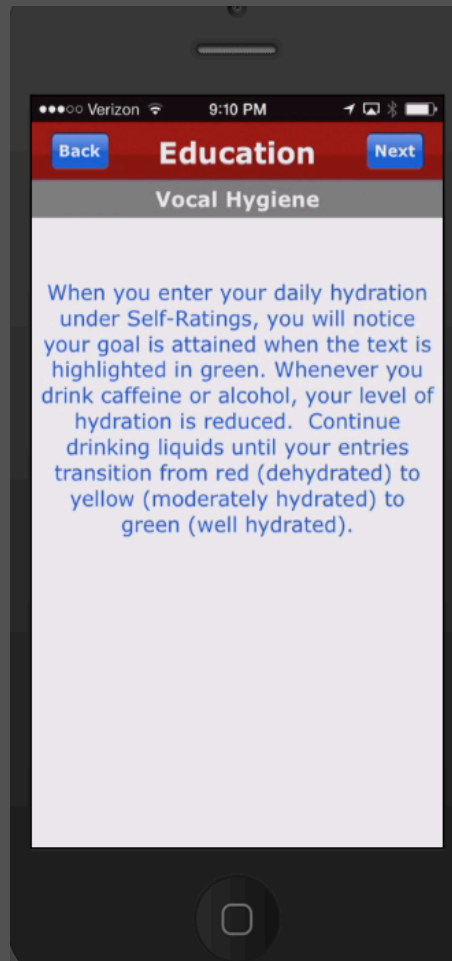 Verizon 9:10 PM
Back Education Next
Vocal Hygiene
When you enter your daily hydration
under Self-Ratings, you will notice
your goal is attained when the text is
highlighted in green. Whenever you
drink caffeine or alcohol, your level of
hydration is reduced.  Continue
drinking liquids until your entries
transition from red (dehydrated) to
yellow (moderately hydrated) to
green (well hydrated).